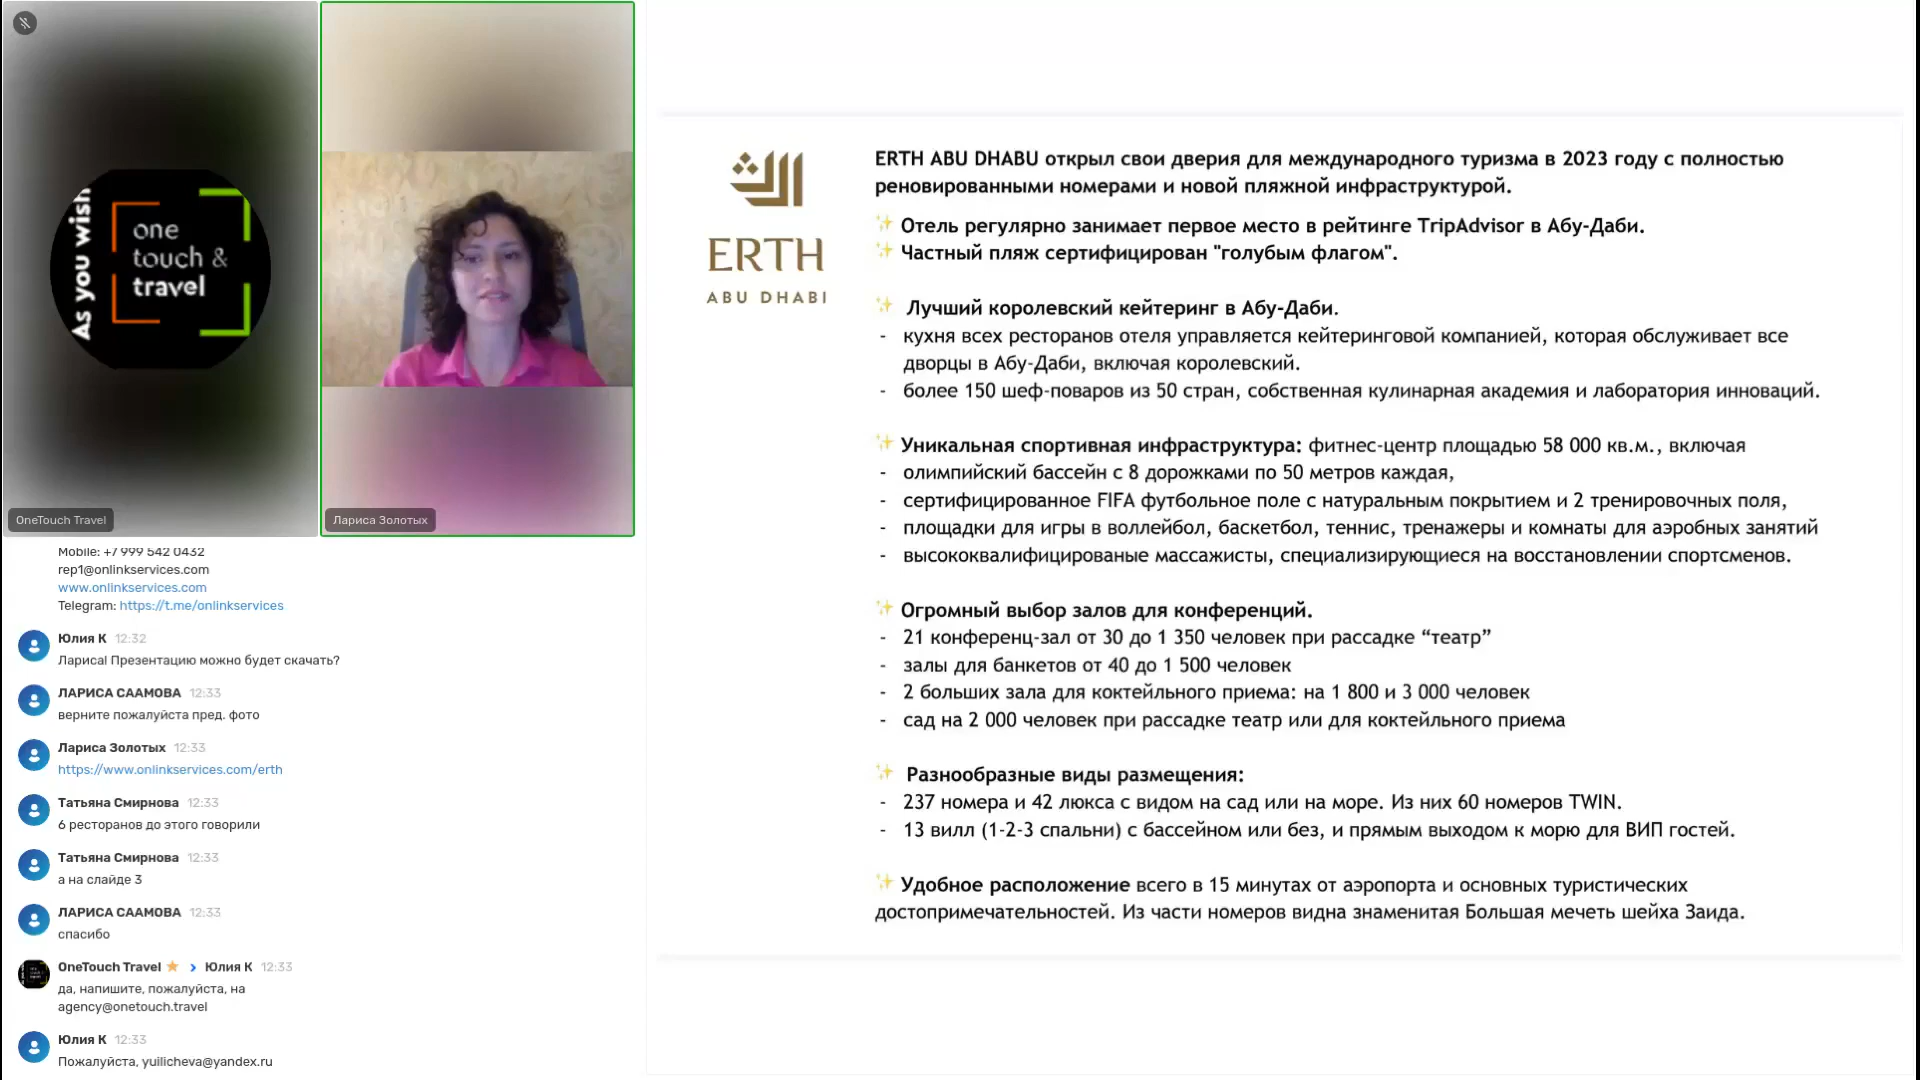 As you wish
one
touch &
travel
OneTouch Travel
Лариса Золотых
Mobile: +7 999 542 0432
rep1@onlinkservices.com
www.onlinkservices.com
Telegram: https://t.me/onlinkservices
Юлия К 12:32
Лариса! Презентацию можно будет скачать?
ЛАРИСА СААМОВА 12:33
верните пожалуйста пред. фото
Лариса Золотых 12:33
https://www.onlinkservices.com/erth
Татьяна Смирнова 12:33
6 ресторанов до этого говорили
Татьяна Смирнова 12:33
а на слайде 3
ЛАРИСА СААМОВА 12:33
спасибо
OneTouch Travel > Юлия К 12:33
да, напишите, пожалуйста, на
agency@onetouch.travel
Юлия К 12:33
Пожалуйста, yuilicheva@yandex.ru
ERTH
ABU DHABI
ERTH ABU DHABU открыл свои дверия для международного туризма в 2023 году с полностью
реновированными номерами и новой пляжной инфраструктурой.
✨ Отель регулярно занимает первое место в рейтинге TripAdvisor в Абу-Даби.
✨ Частный пляж сертифицирован "голубым флагом".
✨ Лучший королевский кейтеринг в Абу-Даби.
- кухня всех ресторанов отеля управляется кейтеринговой компанией, которая обслуживает все
дворцы в Абу-Даби, включая королевский.
- более 150 шеф-поваров из 50 стран, собственная кулинарная академия и лаборатория инноваций.
✨ Уникальная спортивная инфраструктура: фитнес-центр площадью 58 000 кв.м., включая
- олимпийский бассейн с 8 дорожками по 50 метров каждая,
- сертифицированное FIFA футбольное поле с натуральным покрытием и 2 тренировочных поля,
- площадки для игры в воллейбол, баскетбол, теннис, тренажеры и комнаты для аэробных занятий
- высококвалифицированые массажисты, специализирующиеся на восстановлении спортсменов.
✨ Огромный выбор залов для конференций.
- 21 конференц-зал от 30 до 1 350 человек при рассадке “театр”
- залы для банкетов от 40 до 1 500 человек
- 2 больших зала для коктейльного приема: на 1 800 и 3 000 человек
- сад на 2 000 человек при рассадке театр или для коктейльного приема
✨ Разнообразные виды размещения:
- 237 номера и 42 люкса с видом на сад или на море. Из них 60 номеров TWIN.
- 13 вилл (1-2-3 спальни) с бассейном или без, и прямым выходом к морю для ВИП гостей.
✨ Удобное расположение всего в 15 минутах от аэропорта и основных туристических
достопримечательностей. Из части номеров видна знаменитая Большая мечеть шейха Заида.